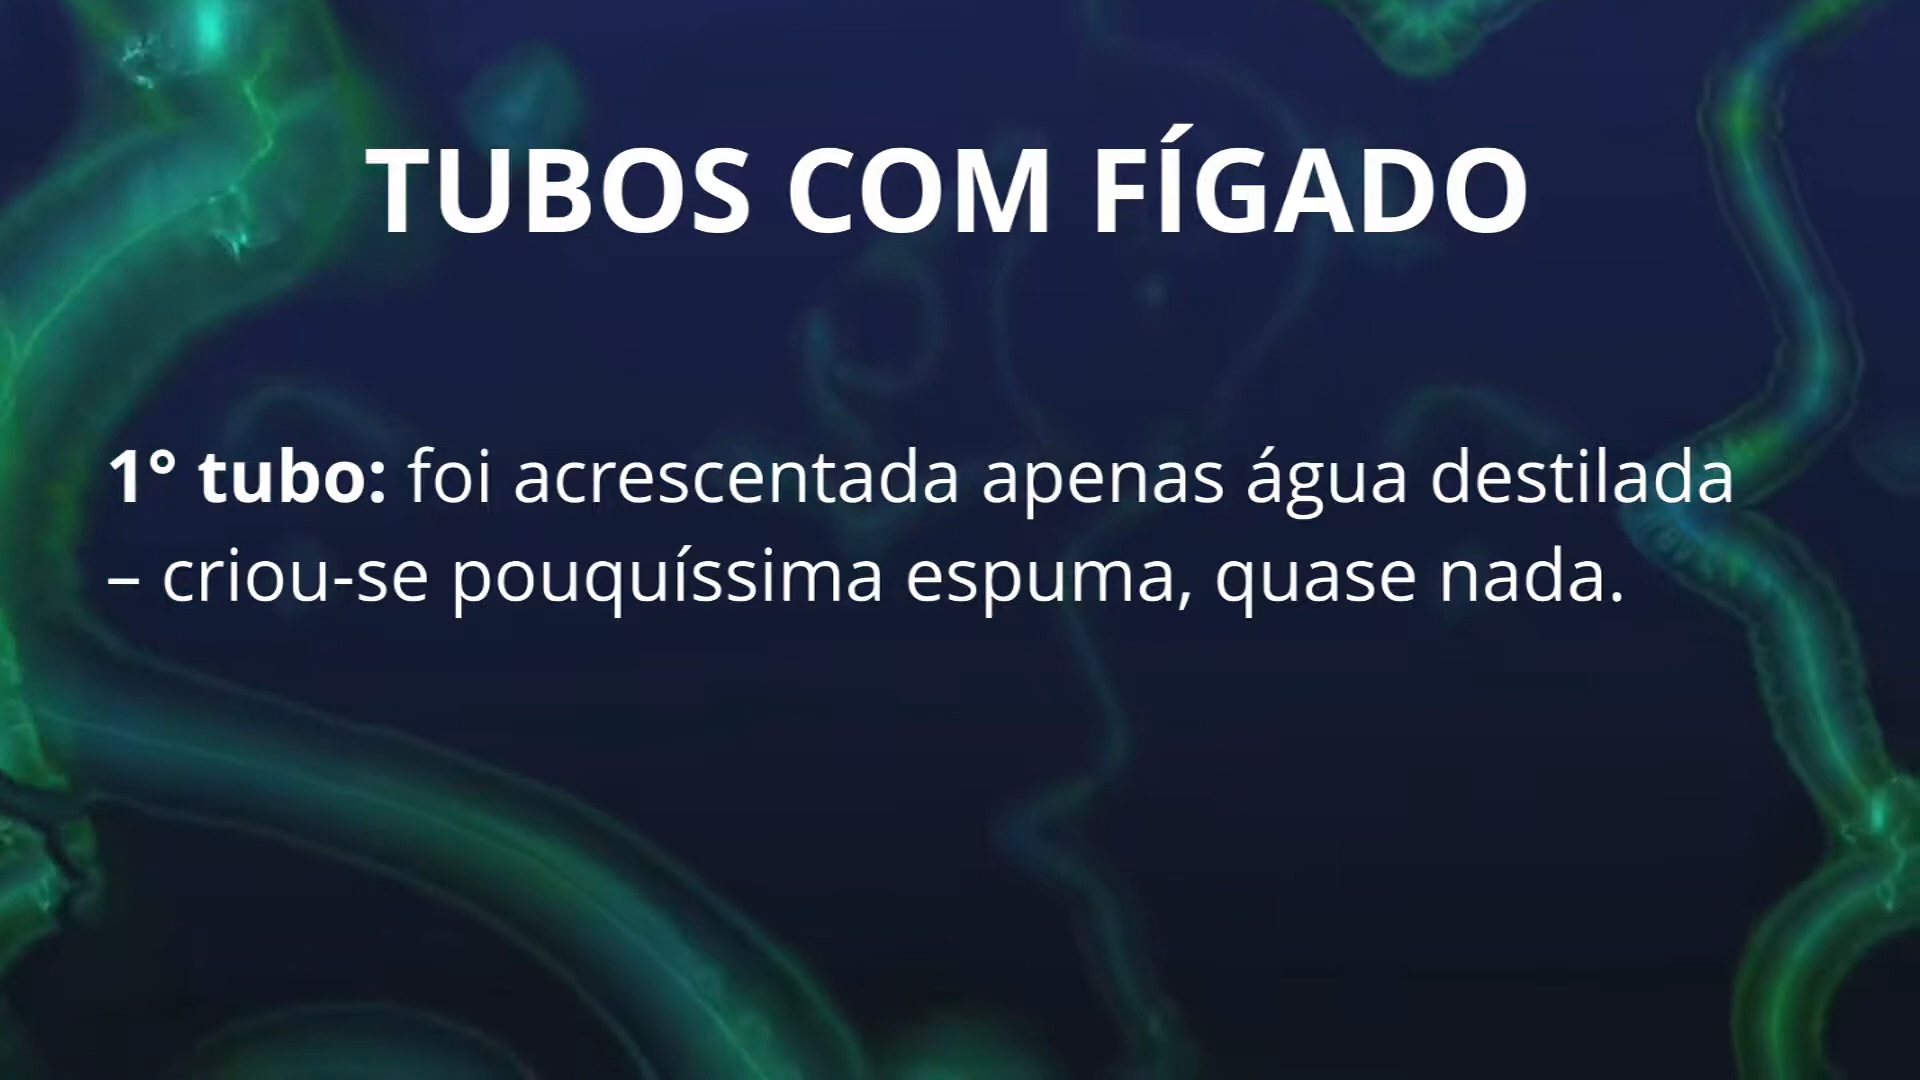 TUBOS COM FÍGADO
1° tubo: foi acrescentada apenas água destilada
– criou-se pouquíssima espuma, quase nada.